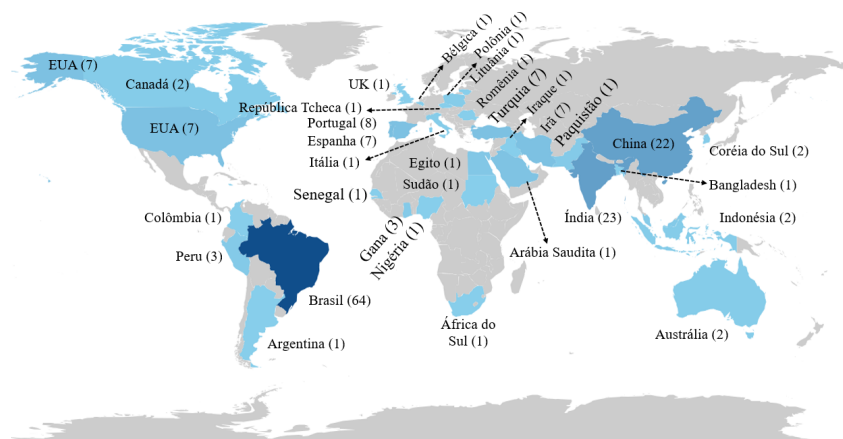 EUA (7)
Canadá (2)
EUA (7)
UK (1)
Bélgica (1)
Polônia (1)
Lituânia (1)
Romênia (1)
Turquia (7)
Iraque (1)
Irã (7)
Paquistão (1)
República Tcheca (1)
Portugal (8)
Espanha (7)
Itália (1)
Egito (1)
Sudão (1)
Senegal (1)
Gana (3)
Nigéria (1)
China (22)
Coréia do Sul (2)
Bangladesh (1)
Índia (23)
Indonésia (2)
Arábia Saudita (1)
Colômbia (1)
Peru (3)
Brasil (64)
Argentina (1)
África do
Sul (1)
Austrália (2)